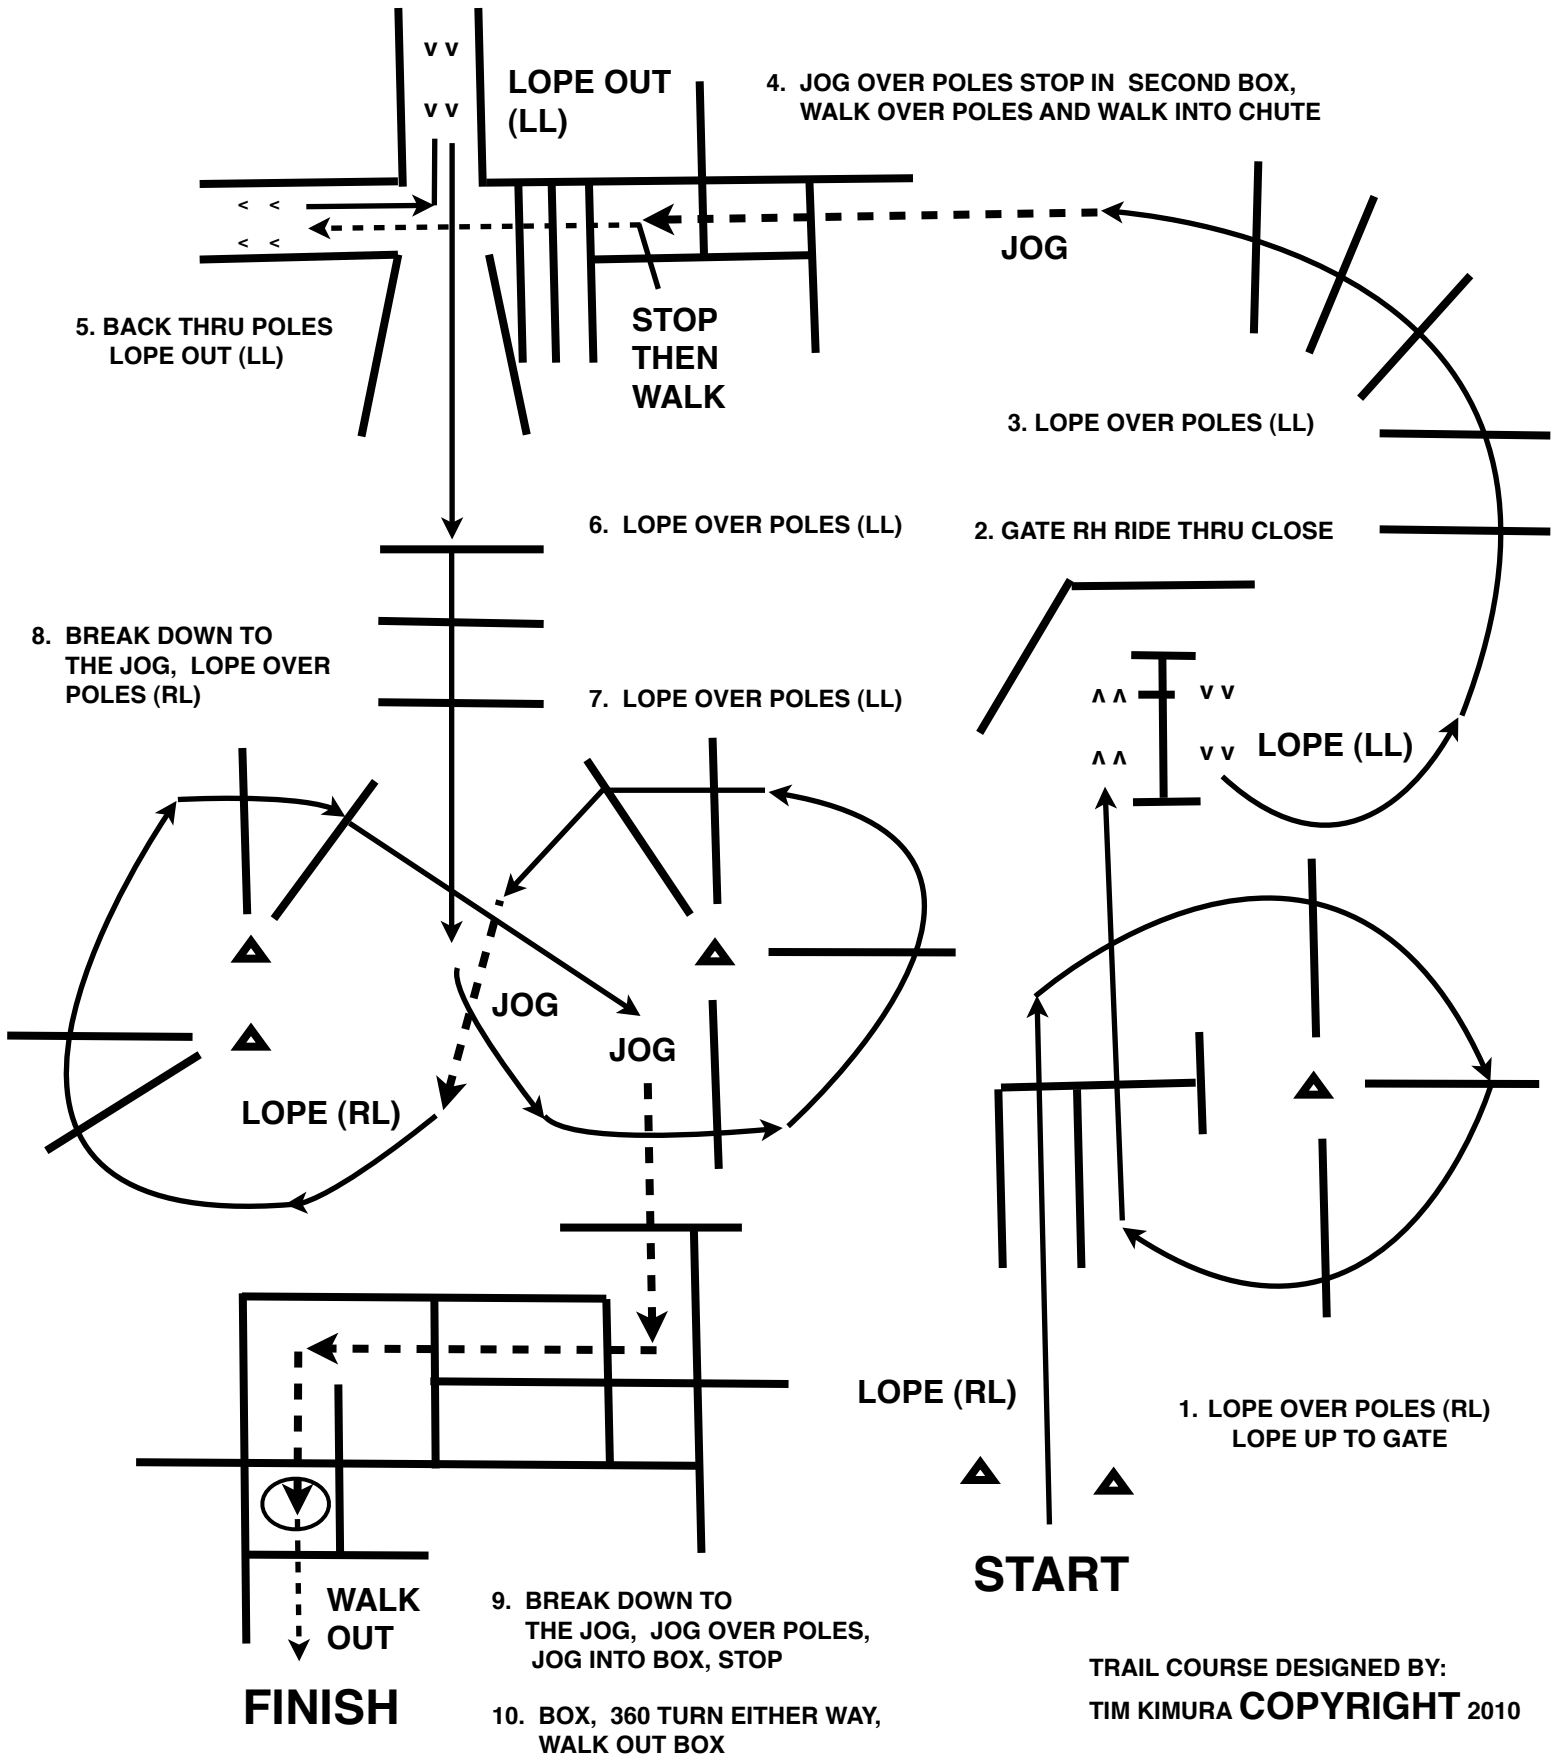 v v
v v
LOPE OUT
(LL)
4. JOG OVER POLES STOP IN SECOND BOX,
WALK OVER POLES AND WALK INTO CHUTE
< <
< <
JOG
STOP
THEN
WALK
5. BACK THRU POLES
LOPE OUT (LL)
3. LOPE OVER POLES (LL)
6. LOPE OVER POLES (LL)
2. GATE RH RIDE THRU CLOSE
8. BREAK DOWN TO
THE JOG, LOPE OVER
POLES (RL)
7. LOPE OVER POLES (LL)
ʌ ʌ v v
ʌ ʌ v v
LOPE (LL)
JOG
JOG
LOPE (RL)
LOPE (RL)
1. LOPE OVER POLES (RL)
LOPE UP TO GATE
START
WALK
OUT
FINISH
9. BREAK DOWN TO
THE JOG, JOG OVER POLES,
JOG INTO BOX, STOP
10. BOX, 360 TURN EITHER WAY,
WALK OUT BOX
TRAIL COURSE DESIGNED BY:
TIM KIMURA COPYRIGHT 2010